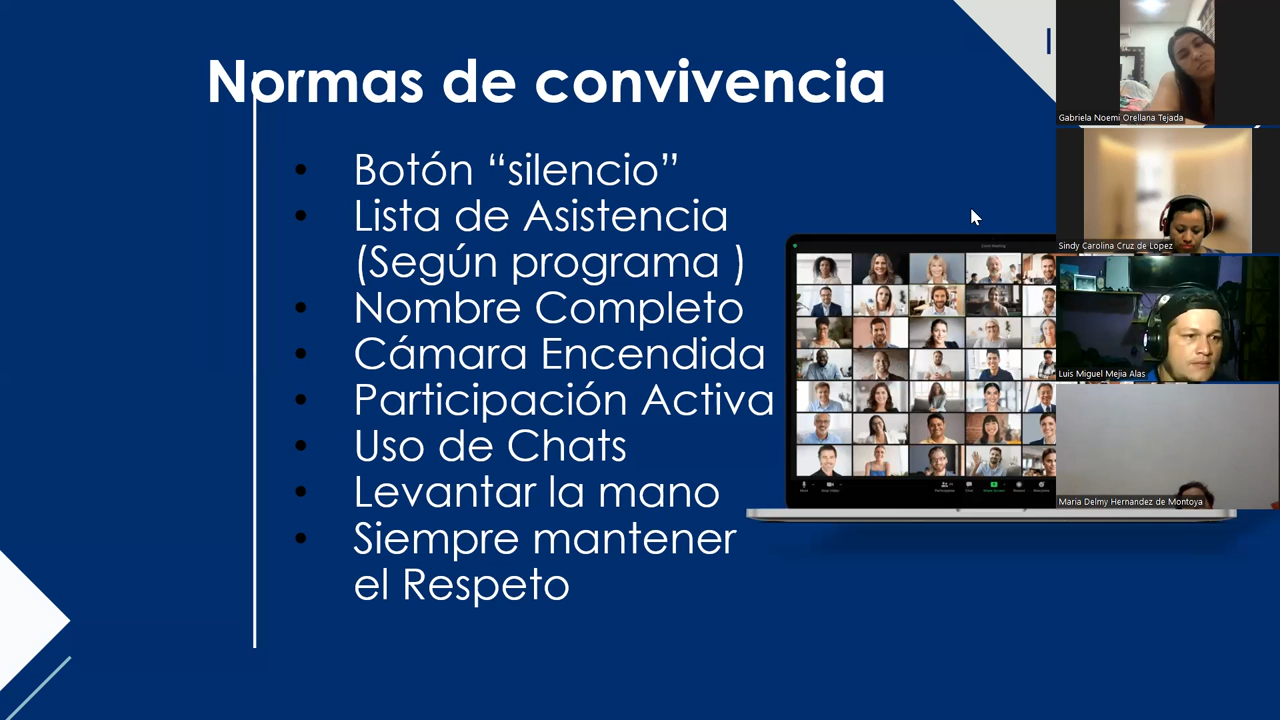 Normas de convivencia
Botón “silencio”
Lista de Asistencia
(Según programa )
Nombre Completo
Cámara Encendida
Participación Activa
Uso de Chats
Levantar la mano
Siempre mantener
el Respeto
Gabriela Noemi Orellana Tejada
Sindy Carolina Cruz de Lopez
Luis Miguel Mejia Alas
Maria Delmy Hernandez de Montoya